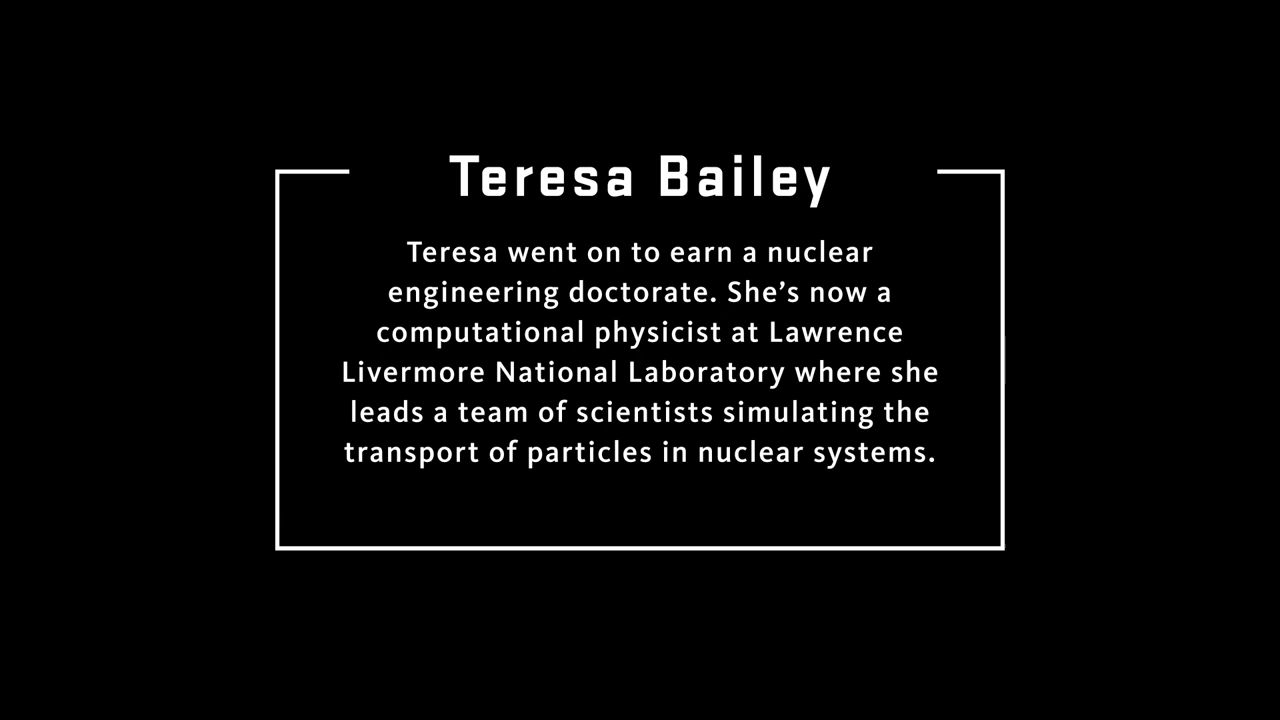 Teresa Bailey
Teresa went on to earn a nuclear
engineering doctorate. She’s now a
computational physicist at Lawrence
Livermore National Laboratory where she
leads a team of scientists simulating the
transport of particles in nuclear systems.